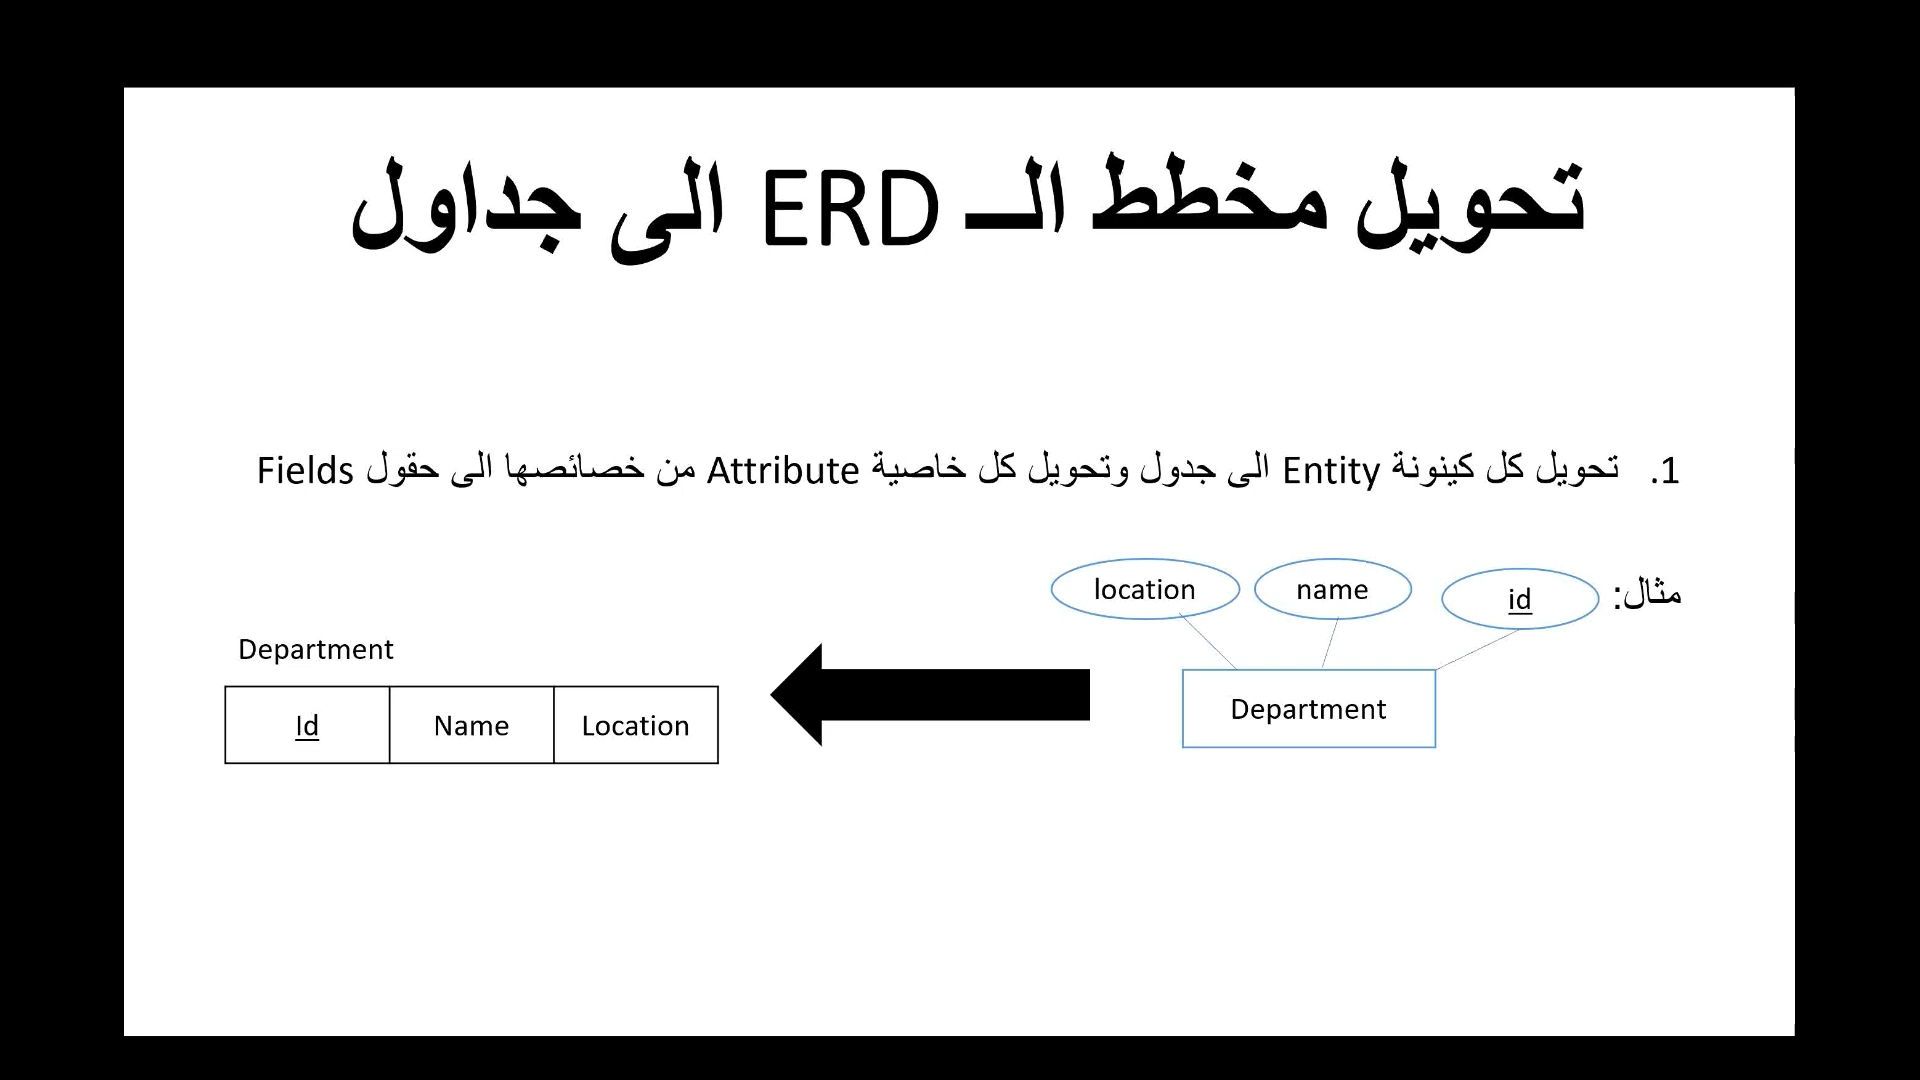 تحويل مخطط الـــ ERD الى جداول
1. تحويل كل كينونة Entity الى جدول وتحويل كل خاصية Attribute من خصائصها الى حقول Fields
مثال:
id
name
location
Department
Department
Id Name Location